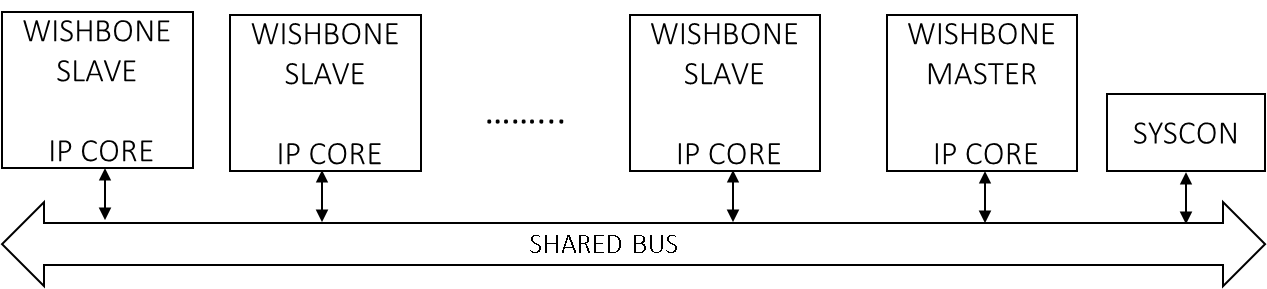 WISHBONE
SLAVE
IP CORE
WISHBONE
SLAVE
IP CORE
.........
WISHBONE
SLAVE
IP CORE
WISHBONE
MASTER
IP CORE
SYSCON
SHARED BUS